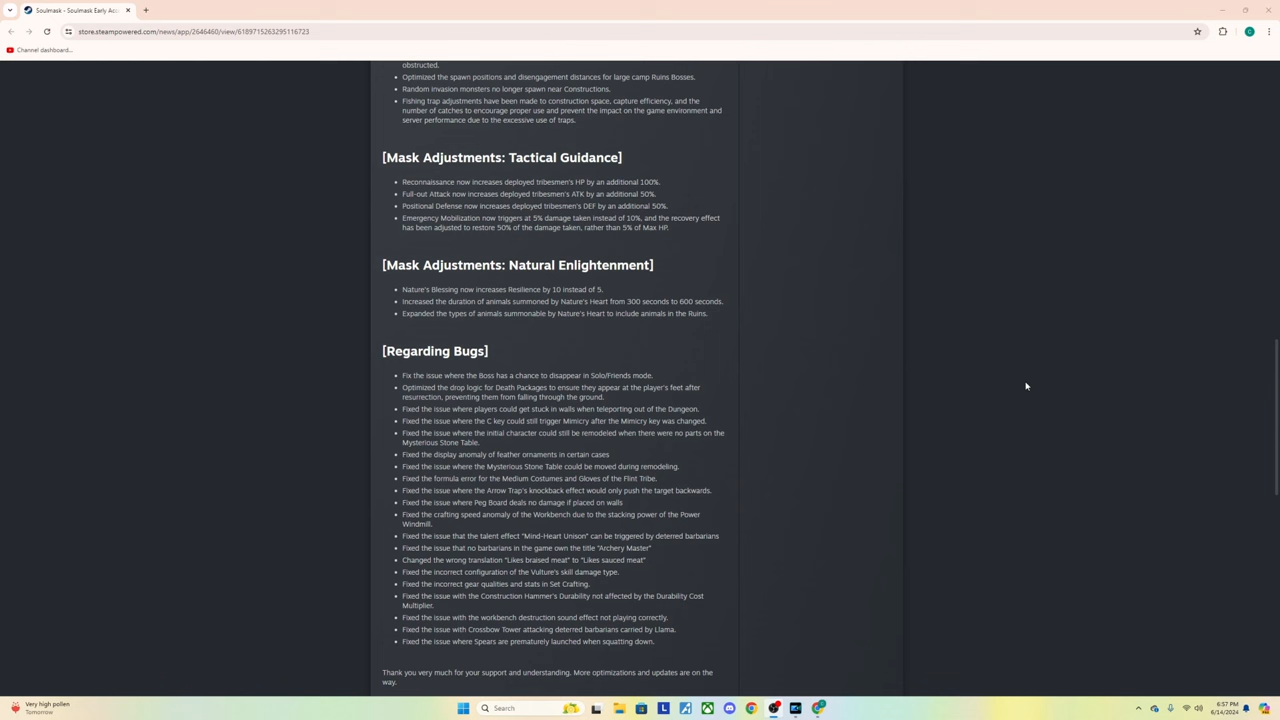 Soulmask - Soulmask Early Acc
store.steampowered.com/news/app/2646460/view/6189715263295116723
Channel dashboard...
obstructed.
Optimized the spawn positions and disengagement distances for large camp Ruins Bosses.
Random invasion monsters no longer spawn near Constructions.
Fishing trap adjustments have been made to construction space, capture efficiency, and the
number of catches to encourage proper use and prevent the impact on the game environment and
server performance due to the excessive use of traps.
[Mask Adjustments: Tactical Guidance]
Reconnaissance now increases deployed tribesmen's HP by an additional 100%.
Full-out Attack now increases deployed tribesmen's ATK by an additional 50%.
Positional Defense now increases deployed tribesmen's DEF by an additional 50%.
Emergency Mobilization now triggers at 5% damage taken instead of 10%, and the recovery effect
has been adjusted to restore 50% of the damage taken, rather than 5% of Max HP.
[Mask Adjustments: Natural Enlightenment]
Nature's Blessing now increases Resilience by 10 instead of 5.
Increased the duration of animals summoned by Nature's Heart from 300 seconds to 600 seconds.
Expanded the types of animals summonable by Nature's Heart to include animals in the Ruins.
[Regarding Bugs]
Fix the issue where the Boss has a chance to disappear in Solo/Friends mode.
Optimized the drop logic for Death Packages to ensure they appear at the player's feet after
resurrection, preventing them from falling through the ground.
Fixed the issue where players could get stuck in walls when teleporting out of the Dungeon.
Fixed the issue where the C key could still trigger Mimicry after the Mimicry key was changed.
Fixed the issue where the initial character could still be remodeled when there were no parts on the
Mysterious Stone Table.
Fixed the display anomaly of feather ornaments in certain cases
Fixed the issue where the Mysterious Stone Table could be moved during remodeling.
Fixed the formula error for the Medium Costumes and Gloves of the Flint Tribe.
Fixed the issue where the Arrow Trap's knockback effect would only push the target backwards.
Fixed the issue where Peg Board deals no damage if placed on walls
Fixed the crafting speed anomaly of the Workbench due to the stacking power of the Power
Windmill.
Fixed the issue that the talent effect "Mind-Heart Unison" can be triggered by deterred barbarians
Fixed the issue that no barbarians in the game own the title "Archery Master"
Changed the wrong translation "Likes braised meat" to "Likes sauced meat"
Fixed the incorrect configuration of the Vulture's skill damage type.
Fixed the incorrect gear qualities and stats in Set Crafting.
Fixed the issue with the Construction Hammer's Durability not affected by the Durability Cost
Multiplier.
Fixed the issue with the workbench destruction sound effect not playing correctly.
Fixed the issue with Crossbow Tower attacking deterred barbarians carried by Llama.
Fixed the issue where Spears are prematurely launched when squatting down.
Thank you very much for your support and understanding. More optimizations and updates are on the
way.
Very high pollen
Tomorrow
Search
6:57 PM
6/14/2024